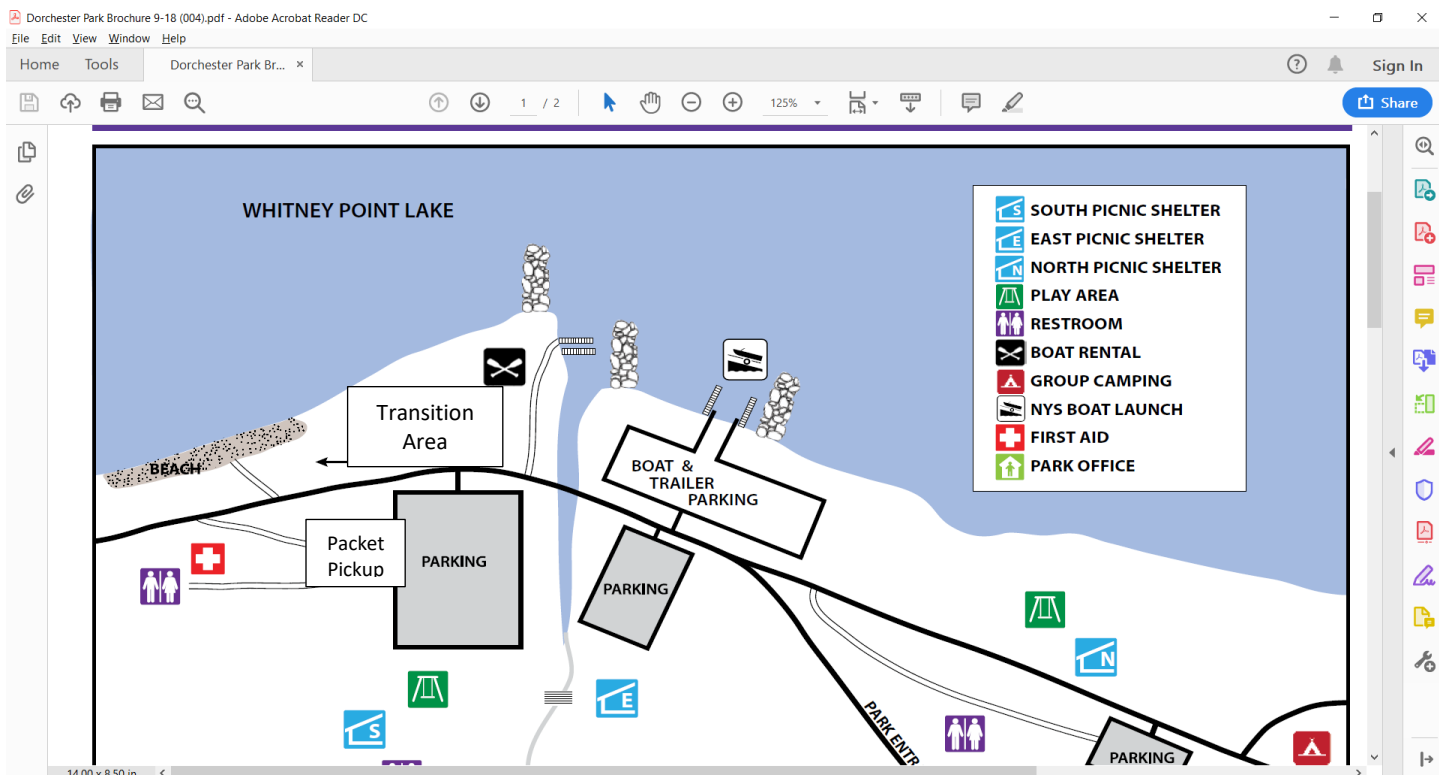 Dorchester Park Brochure 9-18 (004).pdf - Adobe Acrobat Reader DC
File Edit View Window Help
Home Tools Dorchester Park Br... ×
Sign In
1 / 2 125% Share
WHITNEY POINT LAKE
S SOUTH PICNIC SHELTER
E EAST PICNIC SHELTER
N NORTH PICNIC SHELTER
PLAY AREA
RESTROOM
BOAT RENTAL
GROUP CAMPING
NYS BOAT LAUNCH
FIRST AID
PARK OFFICE
Transition
Area
BEACH
BOAT &
TRAILER
PARKING
Packet
Pickup
PARKING
PARKING
N
E
S
PARK ENTR
PARKING
14.00 x 8.50 in